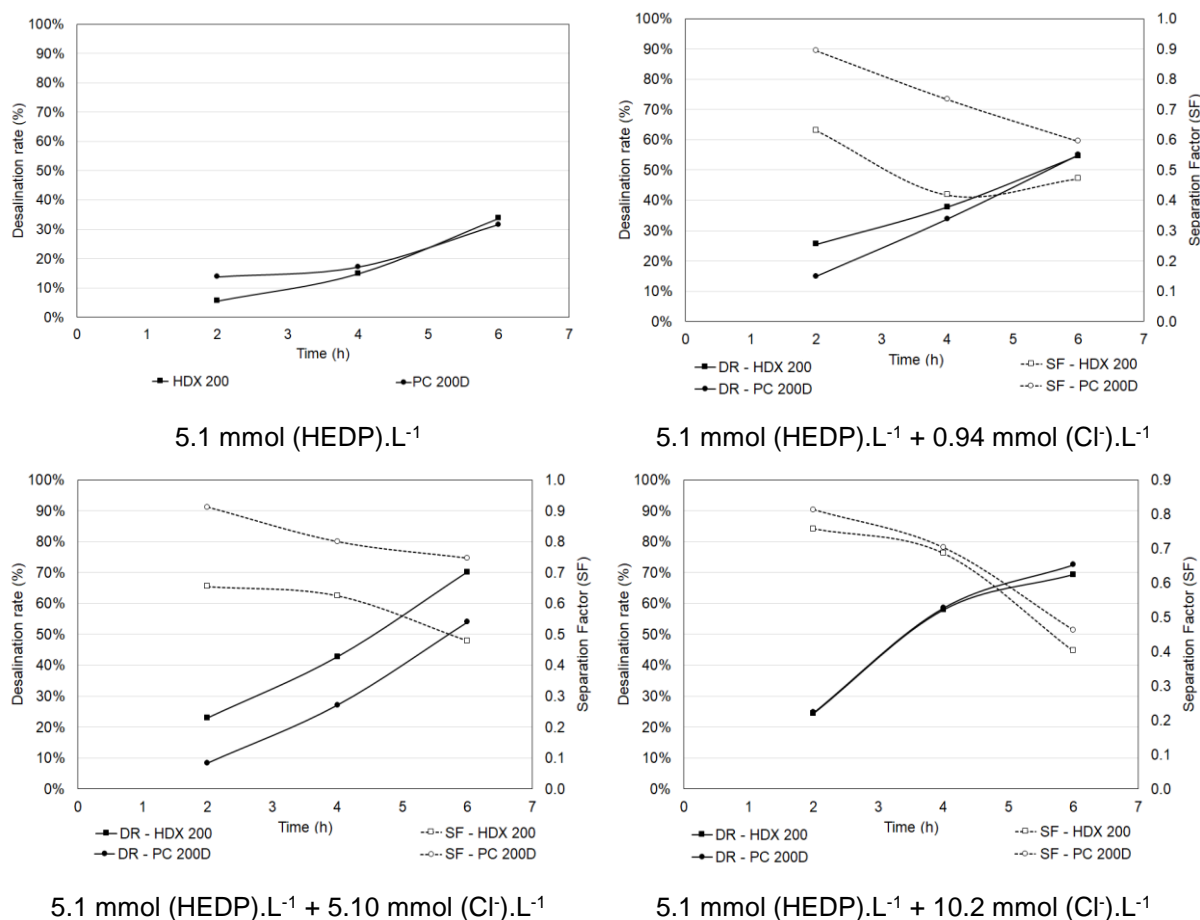 100%
90%
80%
70%
60%
50%
40%
30%
20%
10%
0%
Desalination rate (%)
0 1 2 3 4 5 6 7
Time (h)
HDX 200 PC 200D
5.1 mmol (HEDP).L⁻¹
100%
90%
80%
70%
60%
50%
40%
30%
20%
10%
0%
Desalination rate (%)
1.0
0.9
0.8
0.7
0.6
0.5
0.4
0.3
0.2
0.1
0.0
Separation Factor (SF)
0 1 2 3 4 5 6 7
Time (h)
DR - HDX 200 SF - HDX 200
DR - PC 200D SF - PC 200D
5.1 mmol (HEDP).L⁻¹ + 0.94 mmol (Cl⁻).L⁻¹
100%
90%
80%
70%
60%
50%
40%
30%
20%
10%
0%
Desalination rate (%)
1.0
0.9
0.8
0.7
0.6
0.5
0.4
0.3
0.2
0.1
0.0
Separation Factor (SF)
0 1 2 3 4 5 6 7
Time (h)
DR - HDX 200 SF - HDX 200
DR - PC 200D SF - PC 200D
5.1 mmol (HEDP).L⁻¹ + 5.10 mmol (Cl⁻).L⁻¹
100%
90%
80%
70%
60%
50%
40%
30%
20%
10%
0%
Desalination rate (%)
0.9
0.8
0.7
0.6
0.5
0.4
0.3
0.2
0.1
0.0
Separation Factor (SF)
0 1 2 3 4 5 6 7
Time (h)
DR - HDX 200 SF - HDX 200
DR - PC 200D SF - PC 200D
5.1 mmol (HEDP).L⁻¹ + 10.2 mmol (Cl⁻).L⁻¹